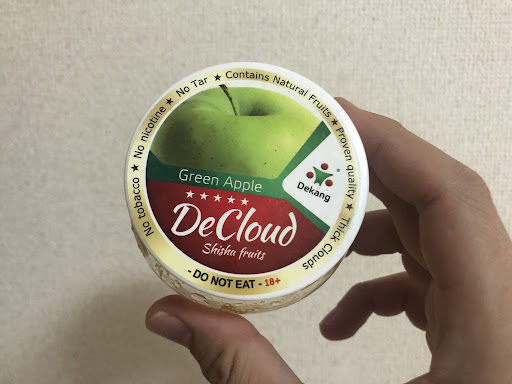 No tobacco ★ No nicotine ★ No Tar ★ Contains Natural Fruits ★ Proven quality ★ Thick Clouds
Green Apple
★★★★★
Dekang®
DeCloud
Shisha fruits
- DO NOT EAT - 18+